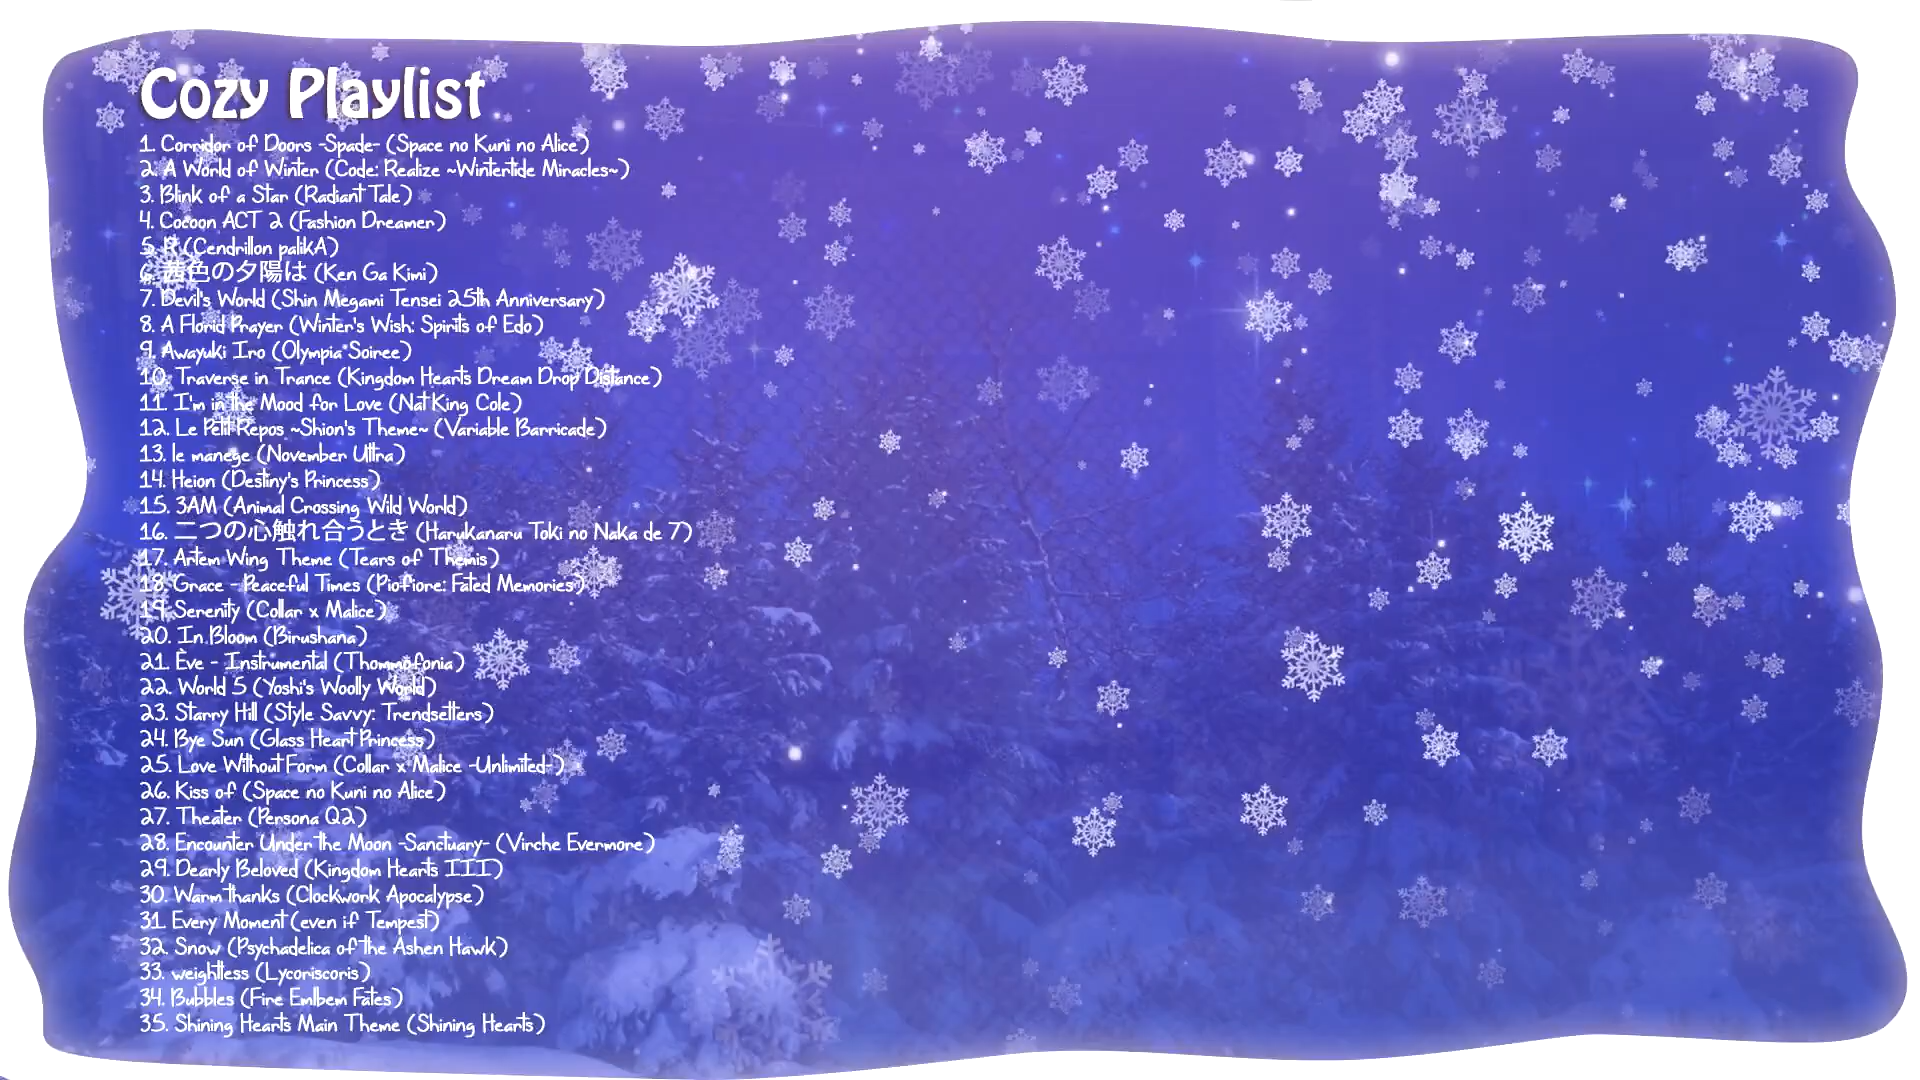 Cozy Playlist
1. Corridor of Doors -Spade- (Space no Kuni no Alice)
2. A World of Winter (Code: Realize ~Wintertide Miracles~)
3. Blink of a Star (Radiant Tale)
4. Cocoon ACT 2 (Fashion Dreamer)
5. R (Cendrillon palikA)
6. 茜色の夕陽は (Ken Ga Kimi)
7. Devil's World (Shin Megami Tensei 25th Anniversary)
8. A Florid Prayer (Winter's Wish: Spirits of Edo)
9. Awayuki Iro (Olympia Soiree)
10. Traverse in Trance (Kingdom Hearts Dream Drop Distance)
11. I'm in the Mood for Love (Nat King Cole)
12. Le Petit Repos ~Shion's Theme~ (Variable Barricade)
13. le manège (November Ultra)
14. Heion (Destiny's Princess)
15. 3AM (Animal Crossing Wild World)
16. 二つの心触れ合うとき (Harukanaru Toki no Naka de 7)
17. Artem Wing Theme (Tears of Themis)
18. Grace - Peaceful Times (Piofiore: Fated Memories)
19. Serenity (Collar x Malice)
20. In Bloom (Birushana)
21. Ève - Instrumental (Thommofonia)
22. World 5 (Yoshi's Woolly World)
23. Starry Hill (Style Savvy: Trendsetters)
24. Bye Sun (Glass Heart Princess)
25. Love Without Form (Collar x Malice -Unlimited-)
26. Kiss of (Space no Kuni no Alice)
27. Theater (Persona Q2)
28. Encounter Under the Moon -Sanctuary- (Virche Evermore)
29. Dearly Beloved (Kingdom Hearts III)
30. Warm thanks (Clockwork Apocalypse)
31. Every Moment (even if Tempest)
32. Snow (Psychadelica of the Ashen Hawk)
33. weightless (Lycoriscoris)
34. Bubbles (Fire Emlbem Fates)
35. Shining Hearts Main Theme (Shining Hearts)